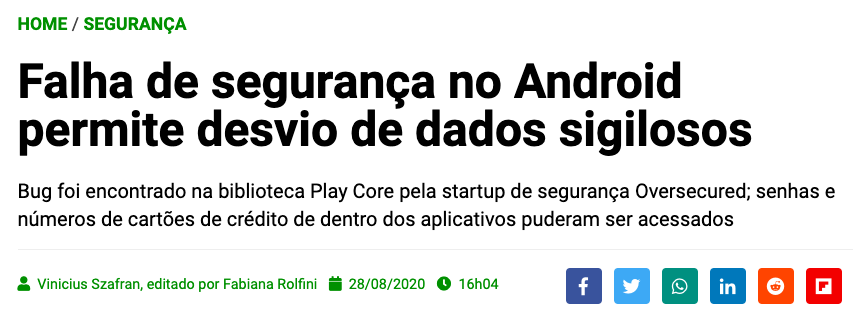 HOME / SEGURANÇA
Falha de segurança no Android
permite desvio de dados sigilosos
Bug foi encontrado na biblioteca Play Core pela startup de segurança Oversecured; senhas e
números de cartões de crédito de dentro dos aplicativos puderam ser acessados
Vinicius Szafran, editado por Fabiana Rolfini 28/08/2020 16h04